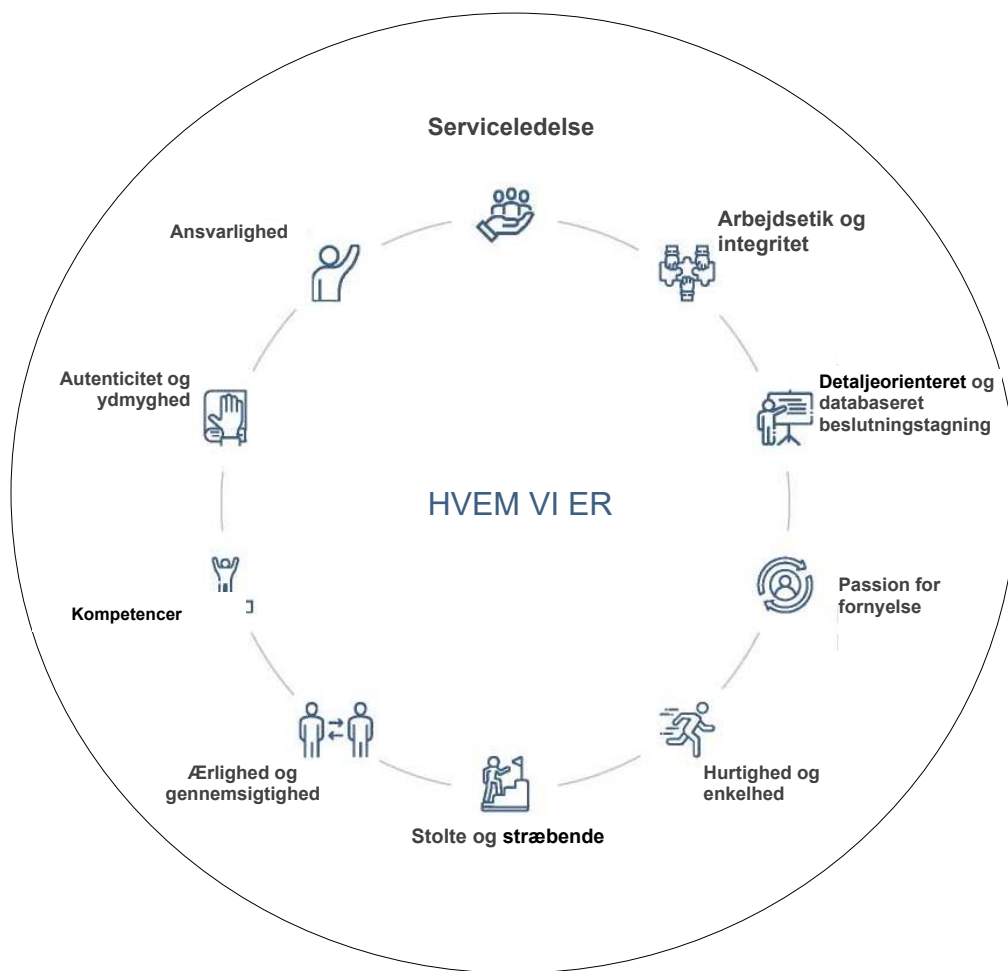 Serviceledelse
Arbejdsetik og
integritet
Detaljeorienteret og
databaseret
beslutningstagning
Passion for
fornyelse
Hurtighed og
enkelhed
Stolte og stræbende
Ærlighed og
gennemsigtighed
Kompetencer
Autenticitet og
ydmyghed
Ansvarlighed
HVEM VI ER